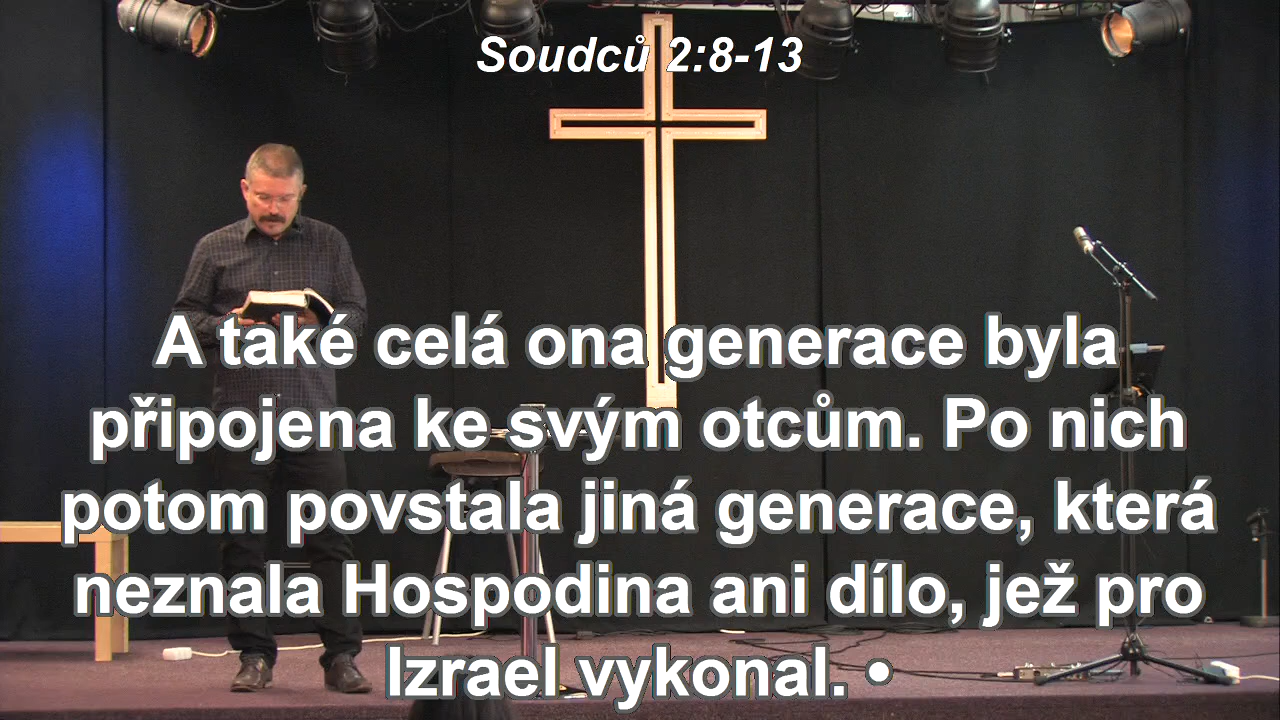 Soudců 2:8-13
A také celá ona generace byla
připojena ke svým otcům. Po nich
potom povstala jiná generace, která
neznala Hospodina ani dílo, jež pro
Izrael vykonal. •